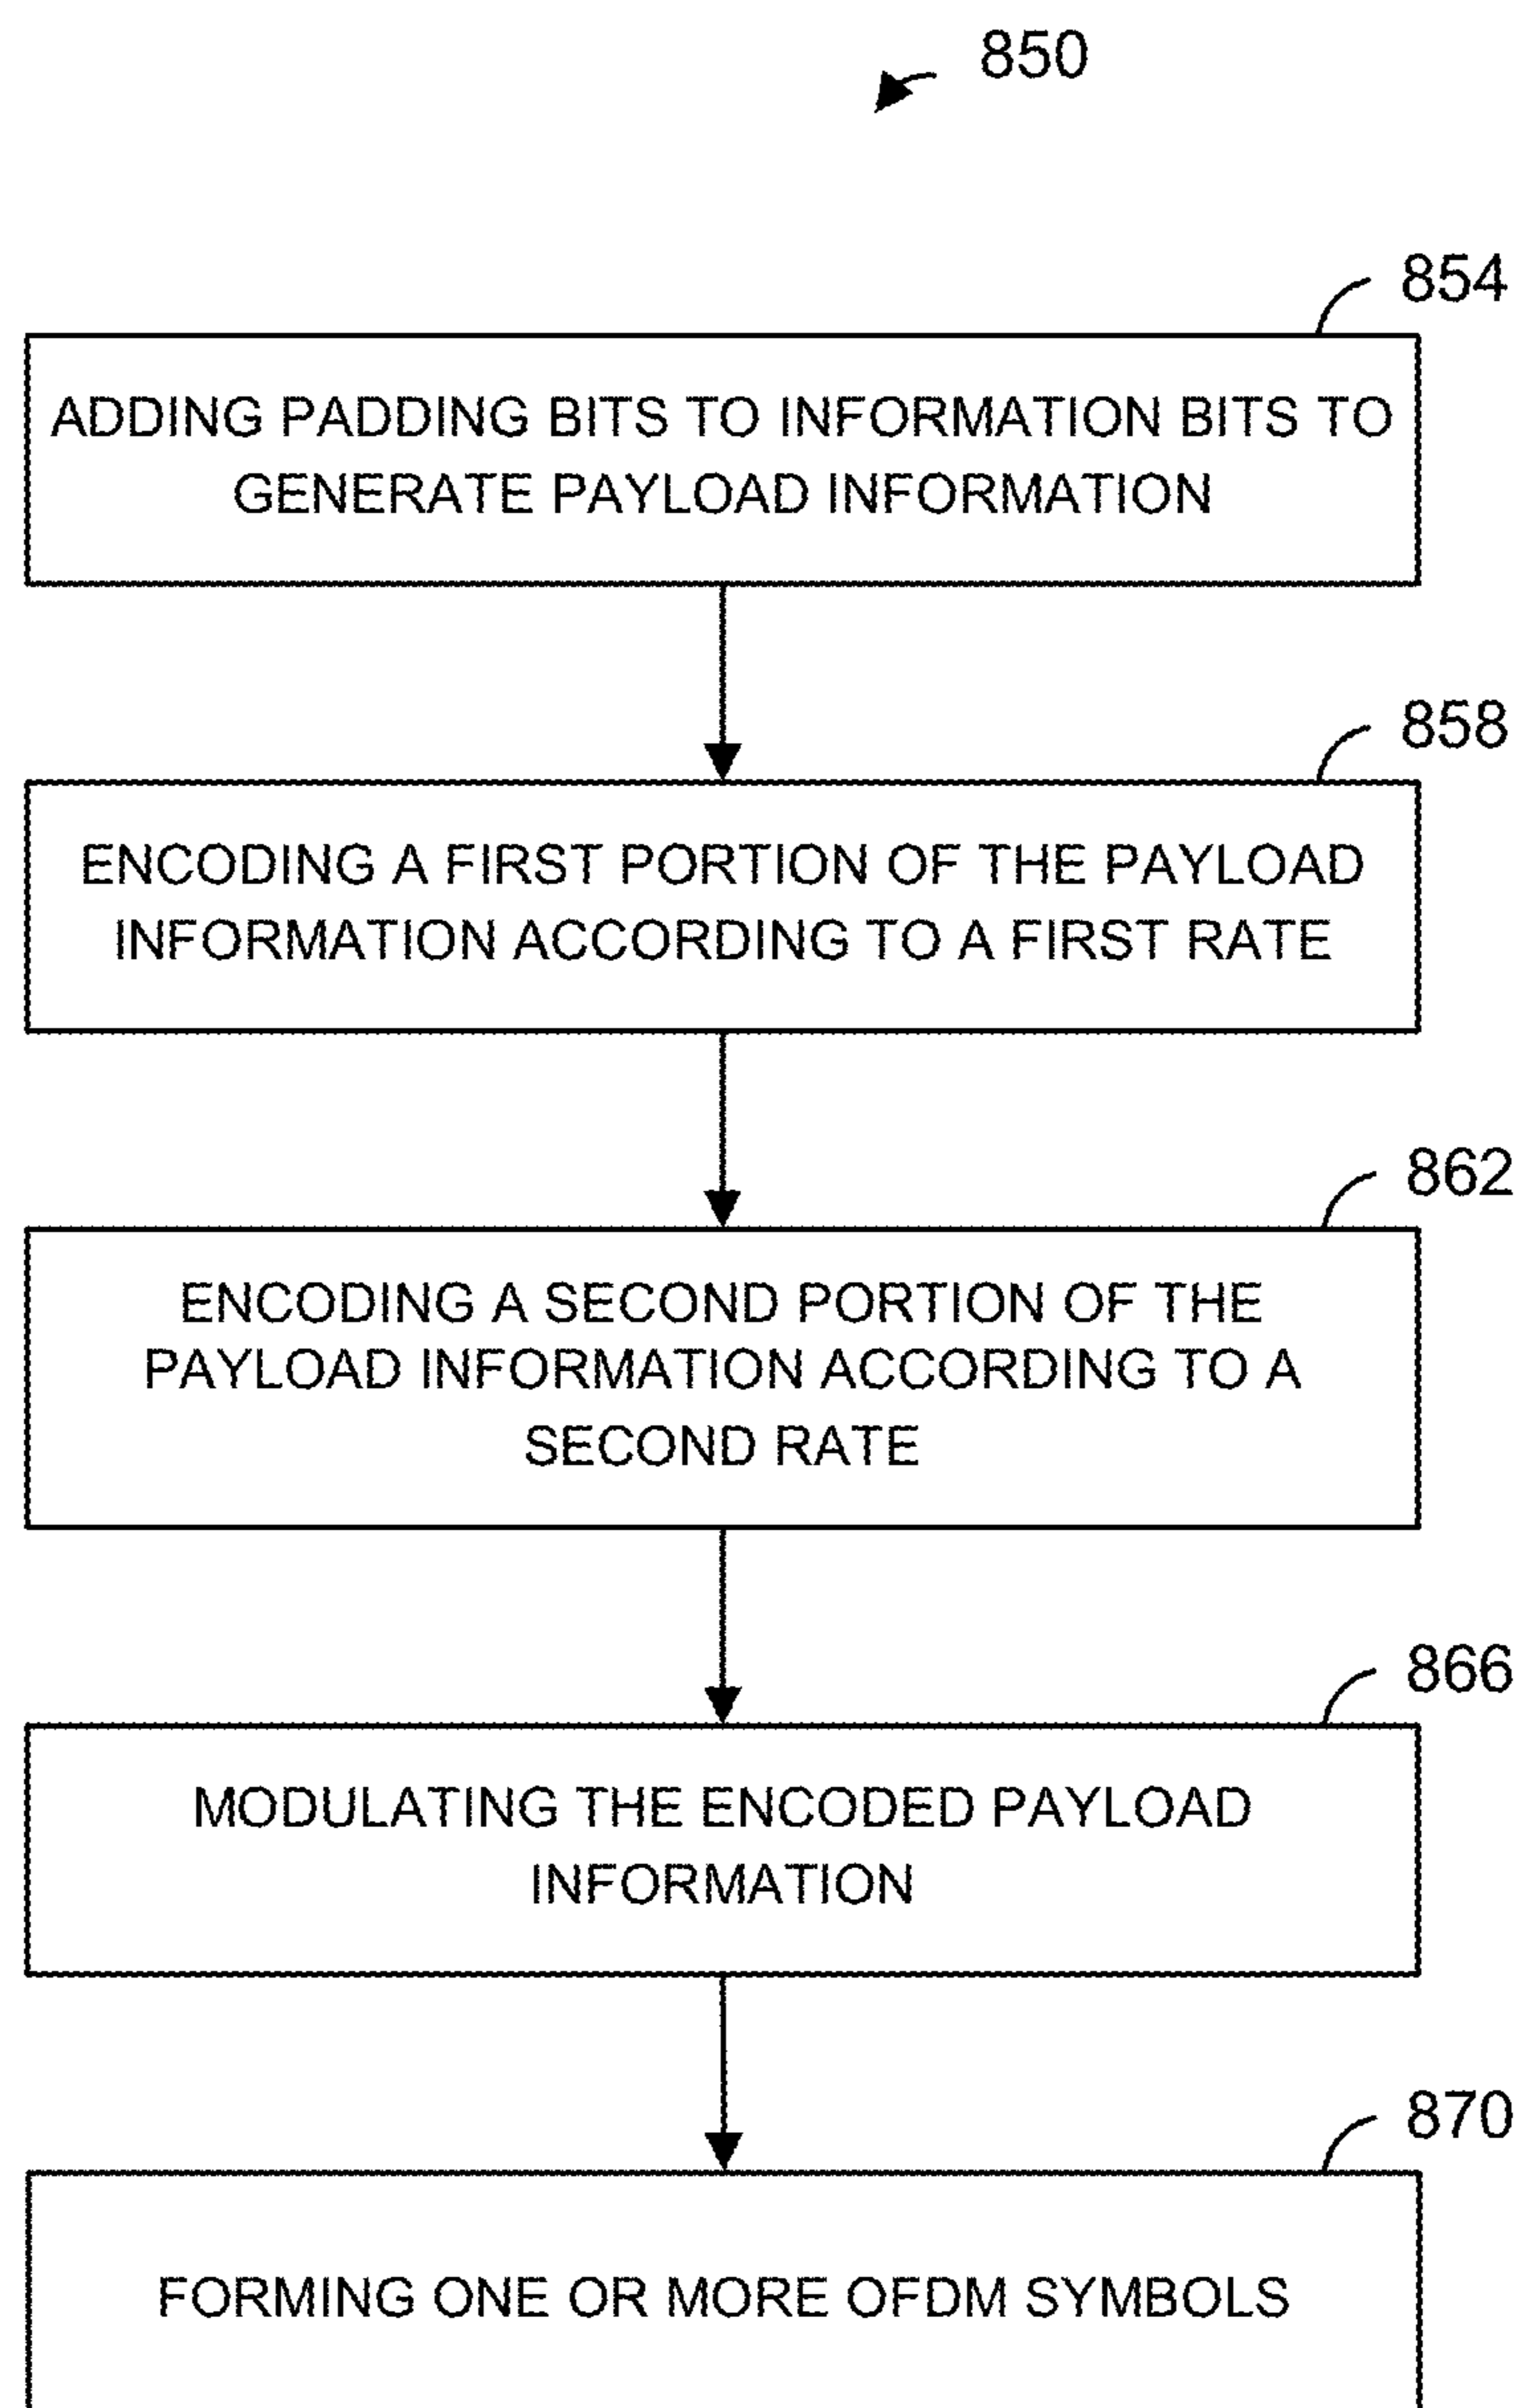 850
854
ADDING PADDING BITS TO INFORMATION BITS TO
GENERATE PAYLOAD INFORMATION
858
ENCODING A FIRST PORTION OF THE PAYLOAD
INFORMATION ACCORDING TO A FIRST RATE
862
ENCODING A SECOND PORTION OF THE
PAYLOAD INFORMATION ACCORDING TO A
SECOND RATE
866
MODULATING THE ENCODED PAYLOAD
INFORMATION
870
FORMING ONE OR MORE OFDM SYMBOLS